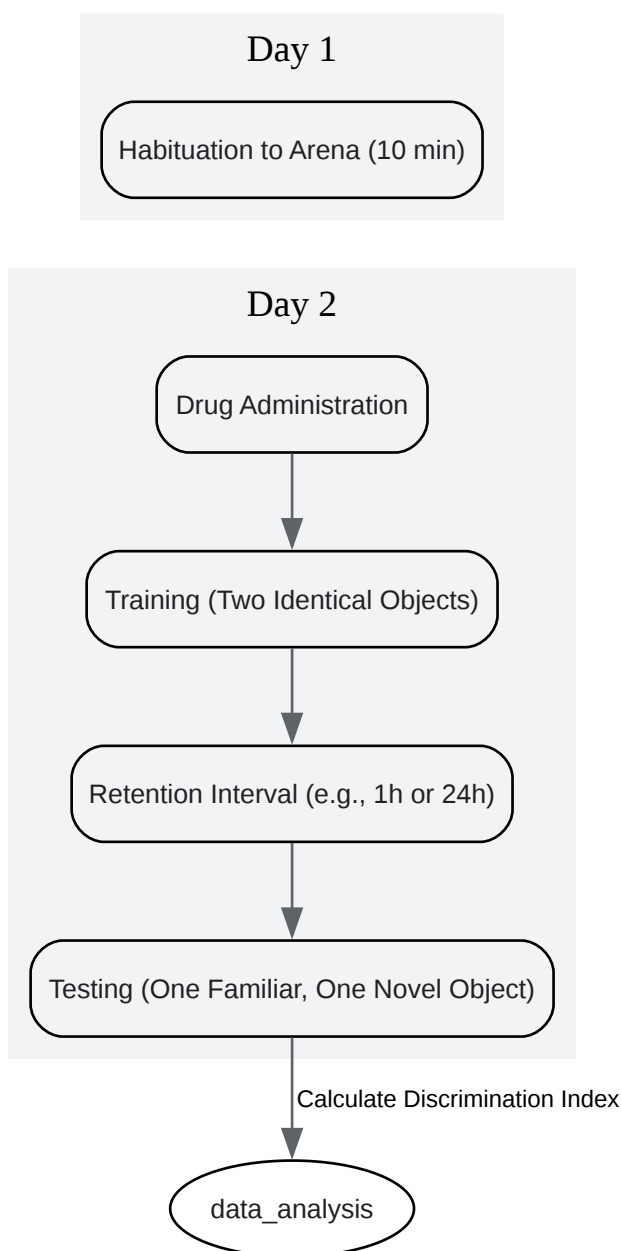 Day 1
Habituation to Arena (10 min)
Day 2
Drug Administration
Training (Two Identical Objects)
Retention Interval (e.g., 1h or 24h)
Testing (One Familiar, One Novel Object)
Calculate Discrimination Index
data_analysis